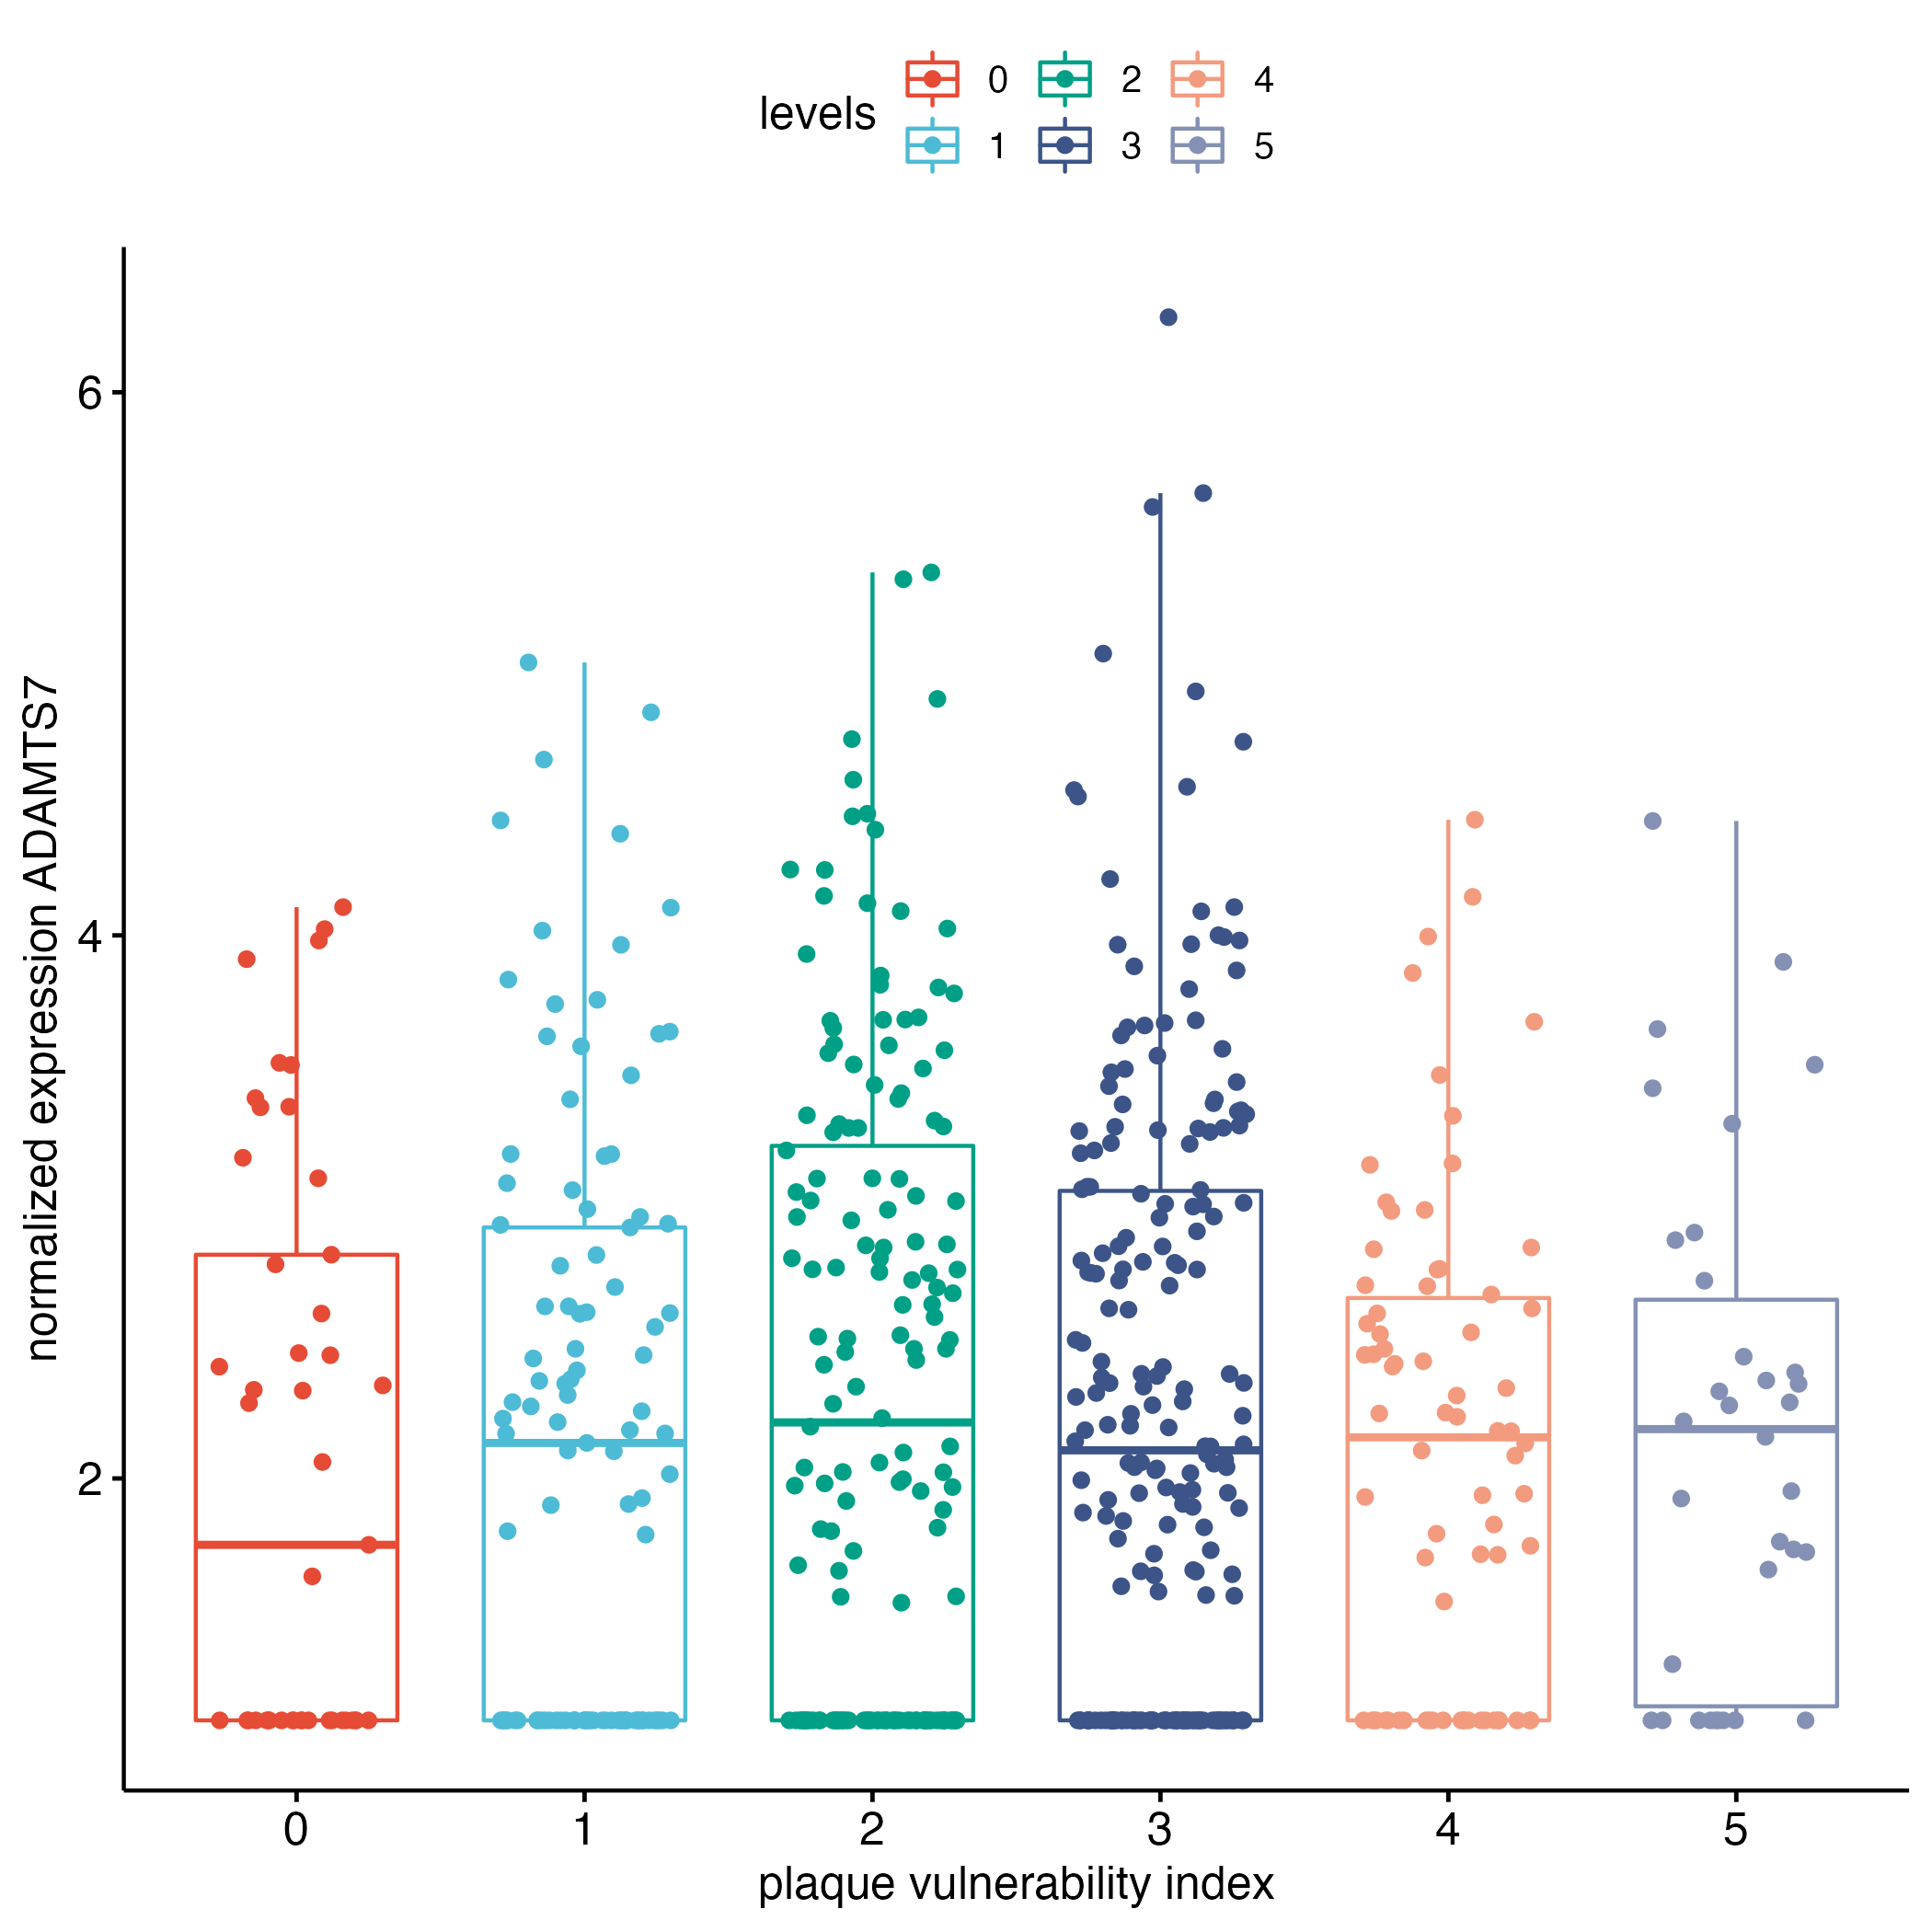 levels
0 2 4
1 3 5
normalized expression ADAMTS7
6
4
2
0 1 2 3 4 5
plaque vulnerability index